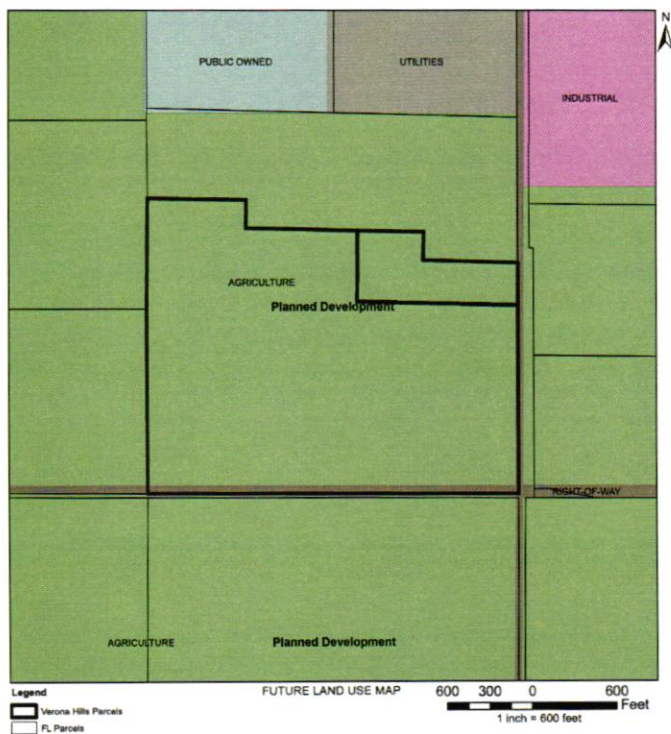 N
PUBLIC OWNED
UTILITIES
INDUSTRIAL
AGRICULTURE
Planned Development
RIGHT-OF-WAY
AGRICULTURE
Planned Development
Legend
Verona Hills Parcels
FL Parcels
FUTURE LAND USE MAP
600 300 0 600
Feet
1 inch = 600 feet